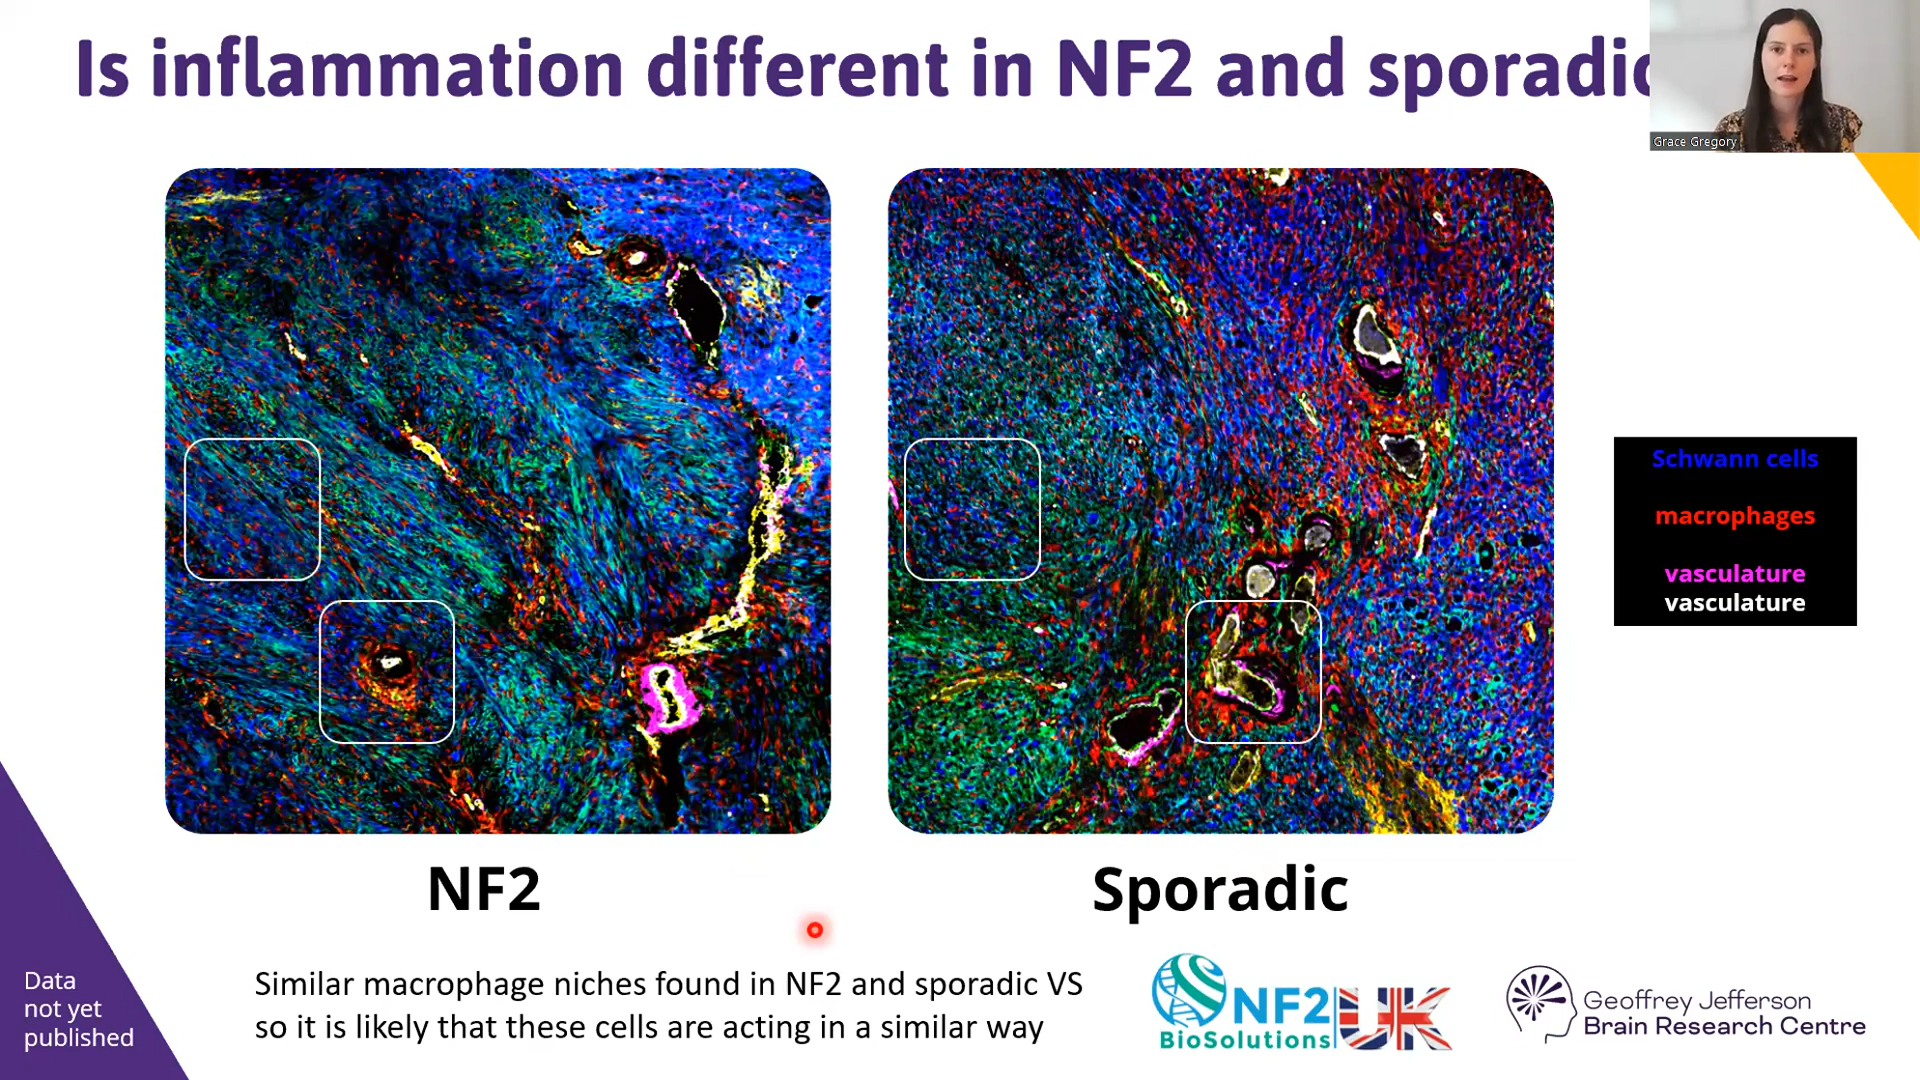 Is inflammation different in NF2 and sporadic
Grace Gregory
Schwann cells
macrophages
vasculature
vasculature
NF2
Sporadic
Data
not yet
published
Similar macrophage niches found in NF2 and sporadic VS
so it is likely that these cells are acting in a similar way
NF2 UK
BioSolutions
Geoffrey Jefferson
Brain Research Centre